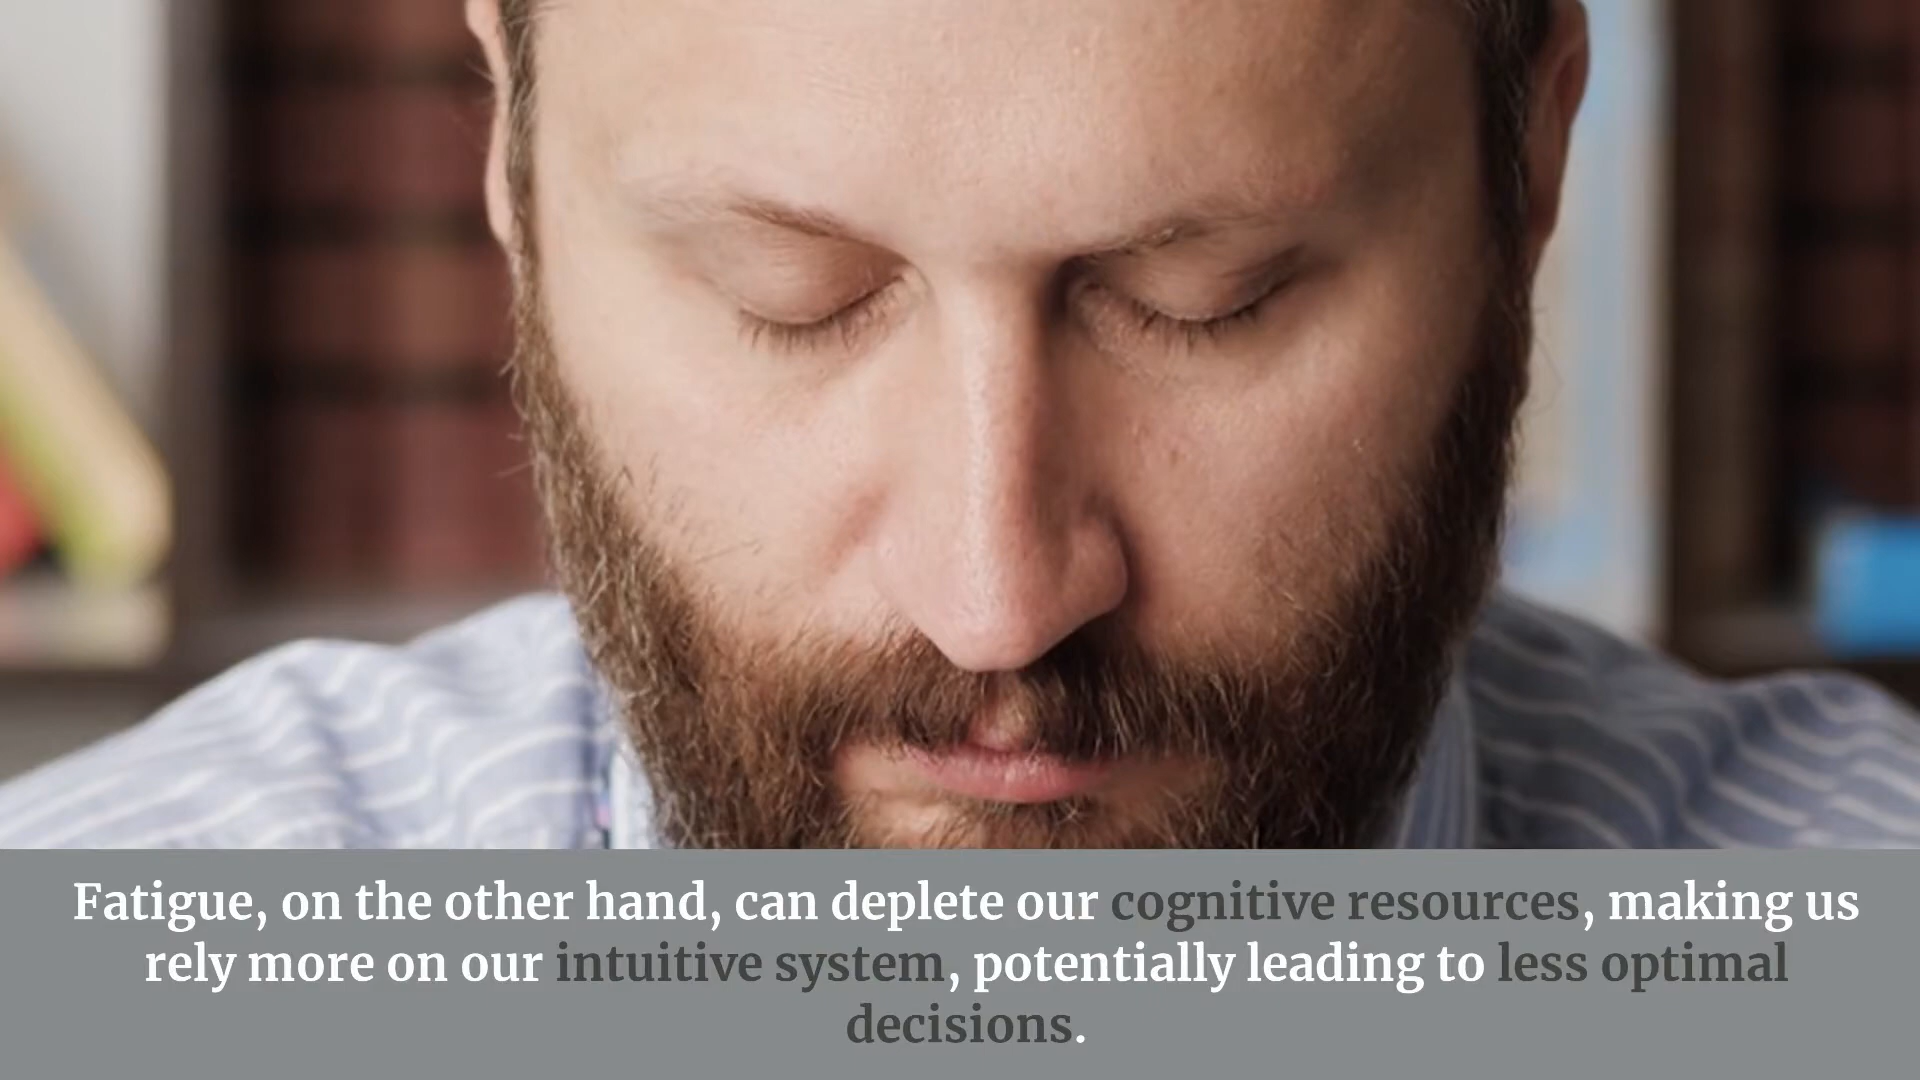 Fatigue, on the other hand, can deplete our cognitive resources, making us
rely more on our intuitive system, potentially leading to less optimal
decisions.